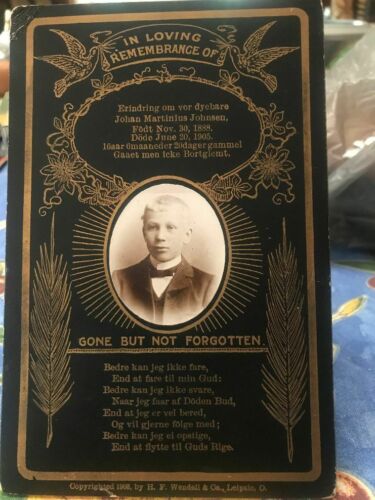 IN LOVING
REMEMBRANCE OF
Erindring om vor dyebare
Johan Martinius Johnsen,
Födt Nov. 30, 1888.
Döde June 20, 1905.
16aar 6maaneder 20dager gammel
Gaaet men icke Bortglemt.
GONE BUT NOT FORGOTTEN.
Bedre kan jeg ikke fare,
End at fare til min Gud:
Bedre kan jeg ikke svare,
Naar jeg faar af Döden Bud,
End at jeg er vel bered,
Og vil gjerne fölge med;
Bedre kan jeg ei opstige,
End at flytte til Guds Rige.
Copyrighted 1902, by H. F. Wendell & Co., Leipsic, O.